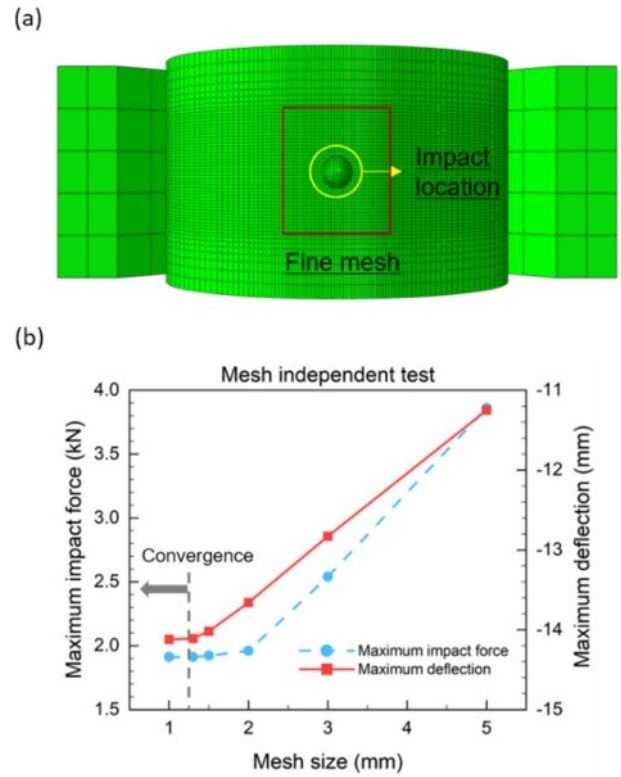 (a)
Impact
location
Fine mesh
(b)
Mesh independent test
Maximum impact force (kN)
4.0
3.5
3.0
2.5
2.0
1.5
Convergence
Maximum impact force
Maximum deflection
-11
-12
-13
-14
-15
Maximum deflection (mm)
1 2 3 4 5
Mesh size (mm)